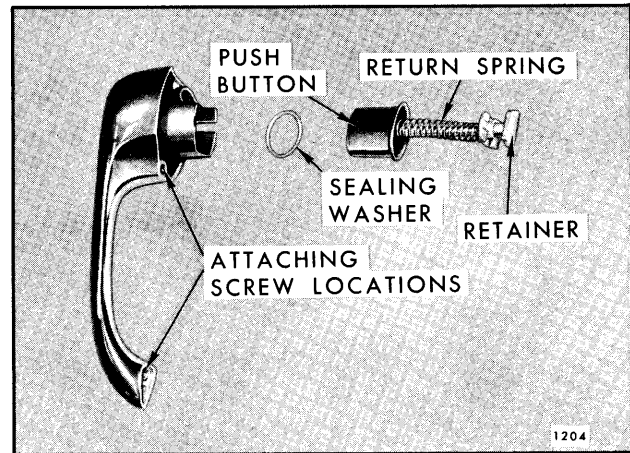 PUSH
BUTTON
RETURN SPRING
SEALING
WASHER
RETAINER
ATTACHING
SCREW LOCATIONS
1204